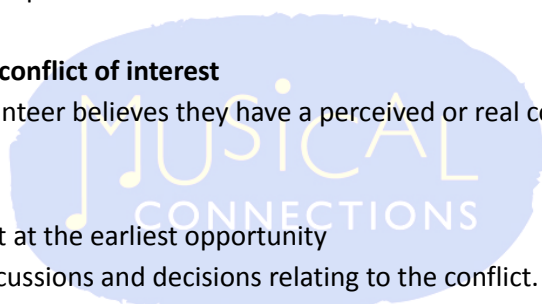 conflict of interest
nteer believes they have a perceived or real co
MUSICAL
CONNECTIONS
t at the earliest opportunity
cussions and decisions relating to the conflict.